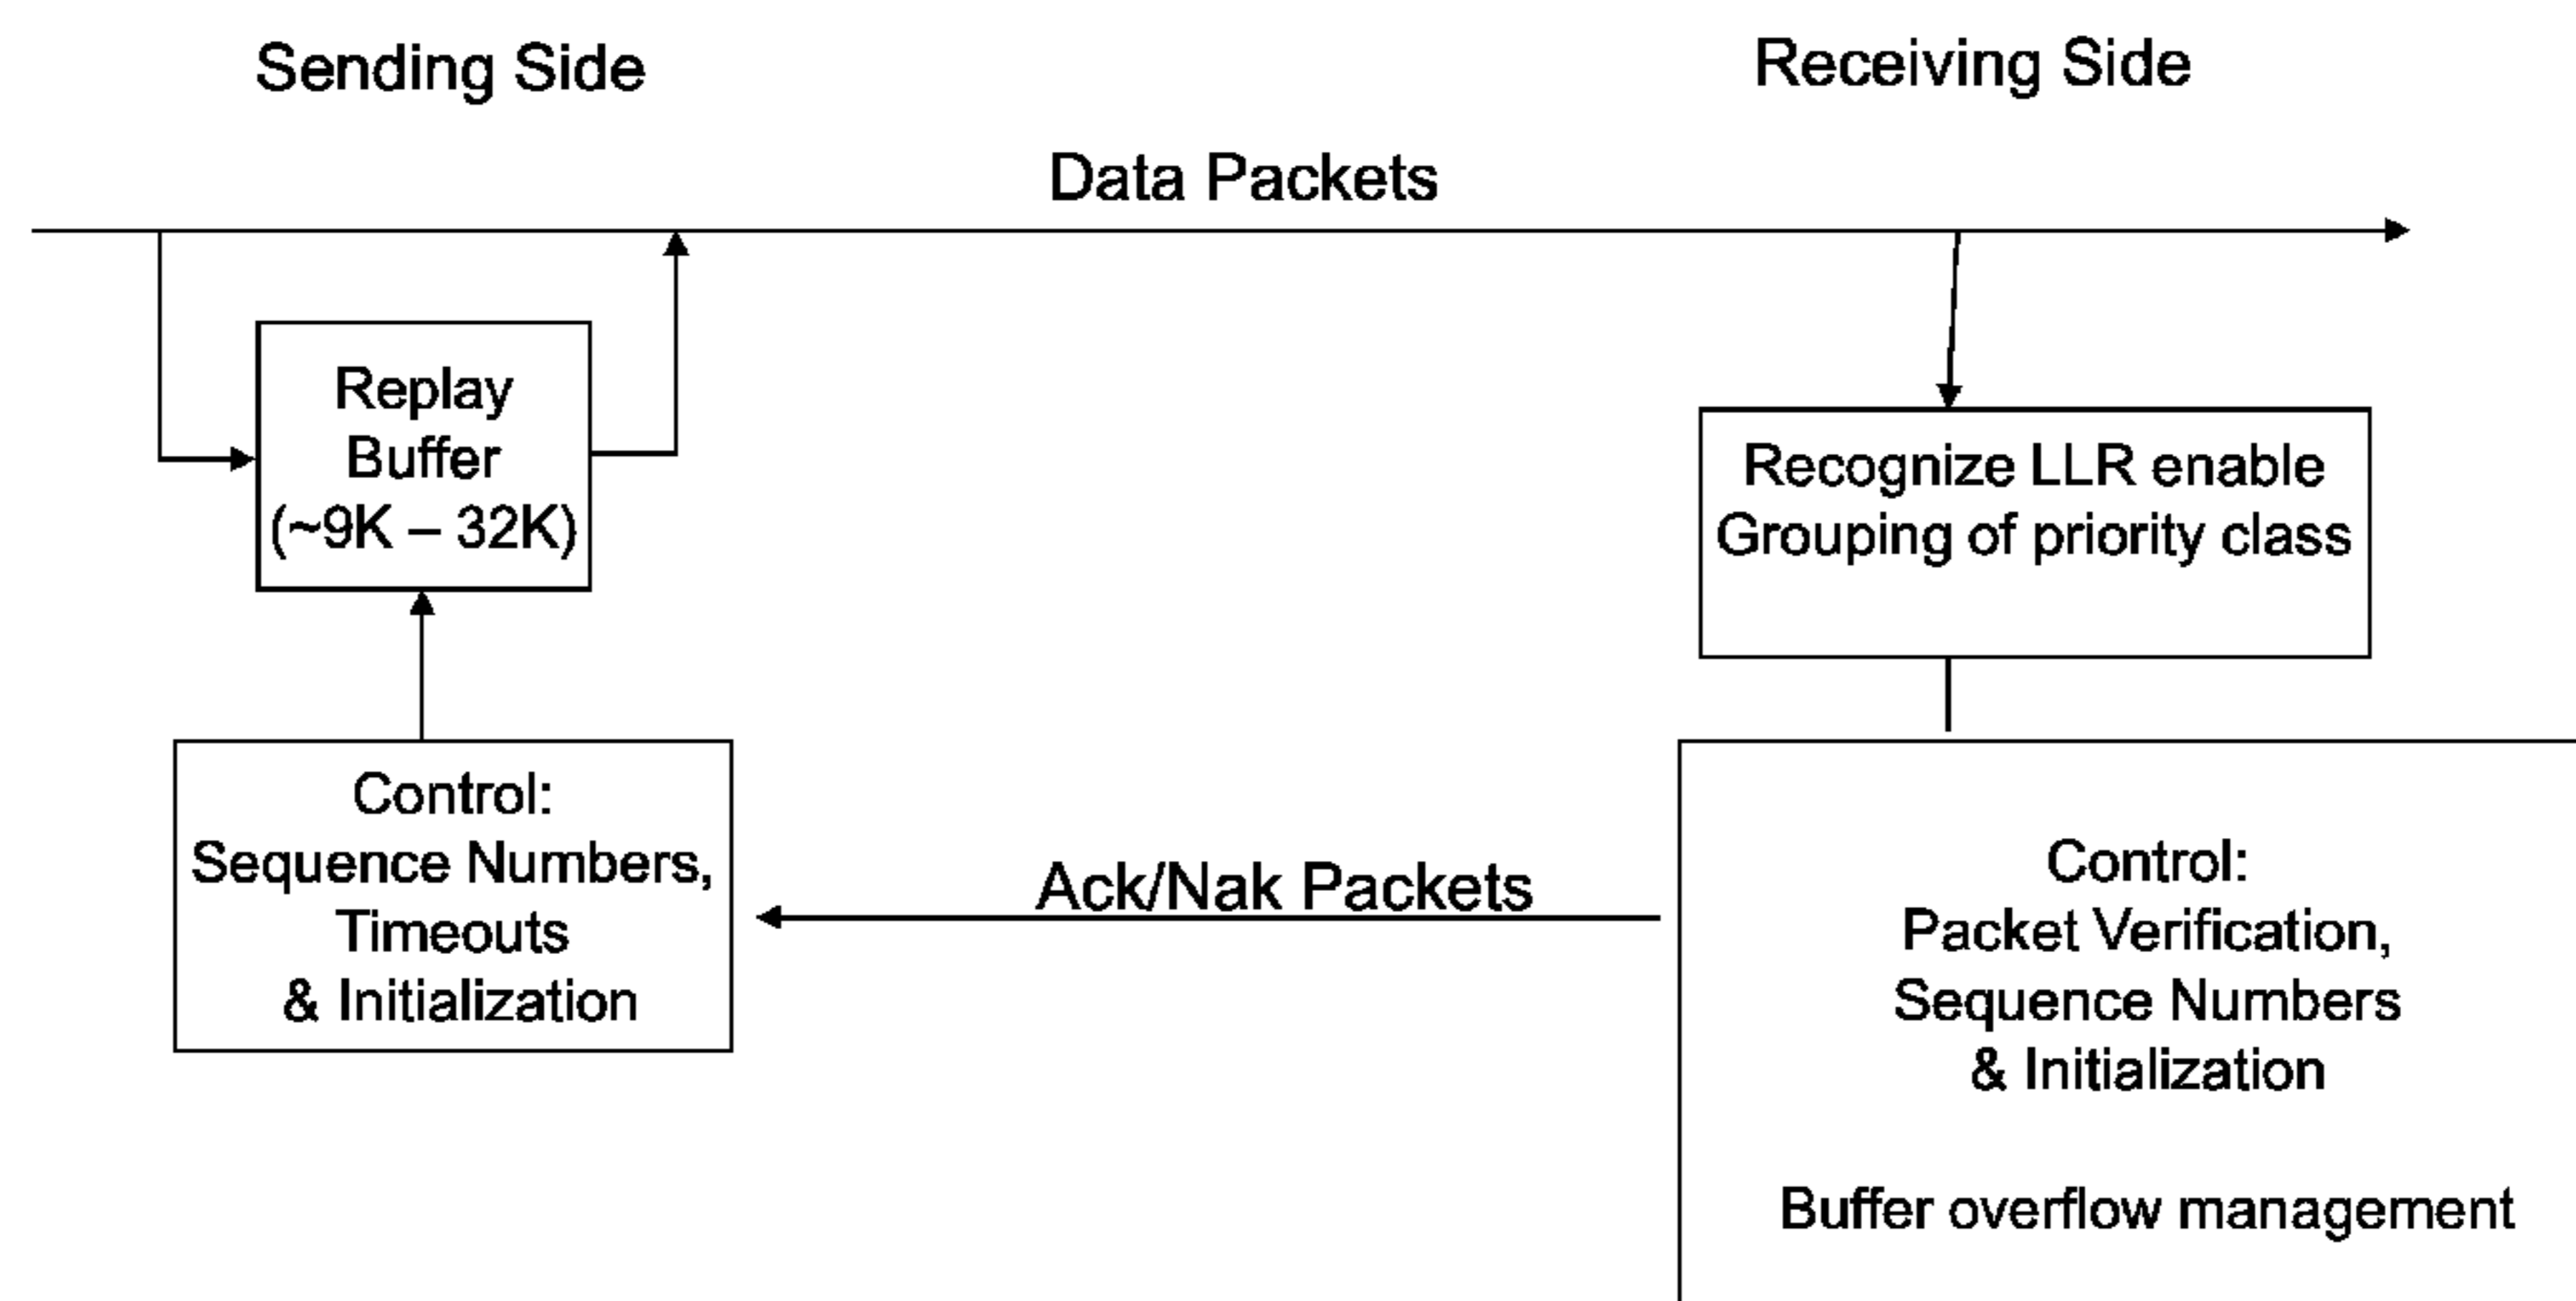 Sending Side
Receiving Side
Data Packets
Replay
Buffer
(~9K – 32K)
Recognize LLR enable
Grouping of priority class
Control:
Sequence Numbers,
Timeouts
& Initialization
Ack/Nak Packets
Control:
Packet Verification,
Sequence Numbers
& Initialization
Buffer overflow management